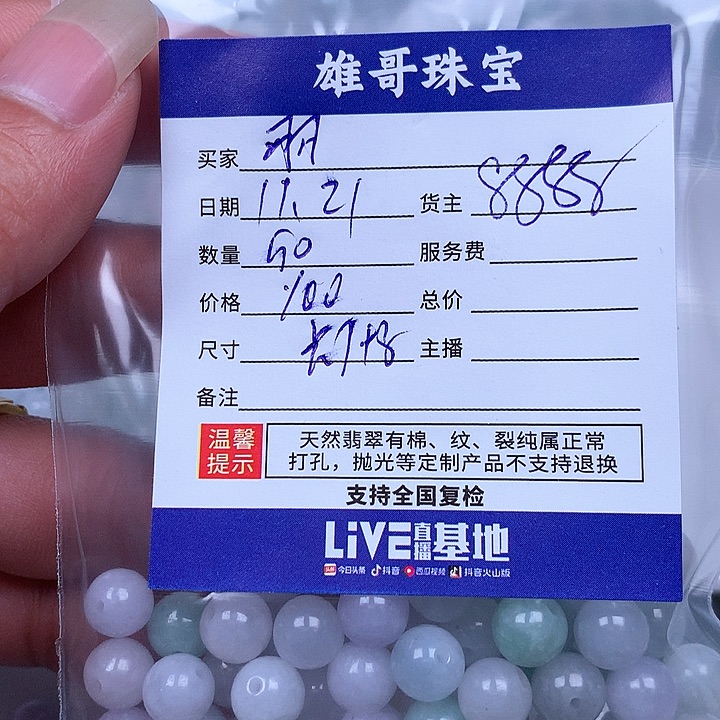 雄哥珠宝
买家
日期 11.21 货主 8888
数量 50 服务费
价格 100 总价
尺寸 主播
备注
温馨提示 天然翡翠有棉、纹、裂纯属正常
打孔，抛光等定制产品不支持退换
支持全国复检
LiVE直播基地
今日头条 抖音 西瓜视频 抖音火山版